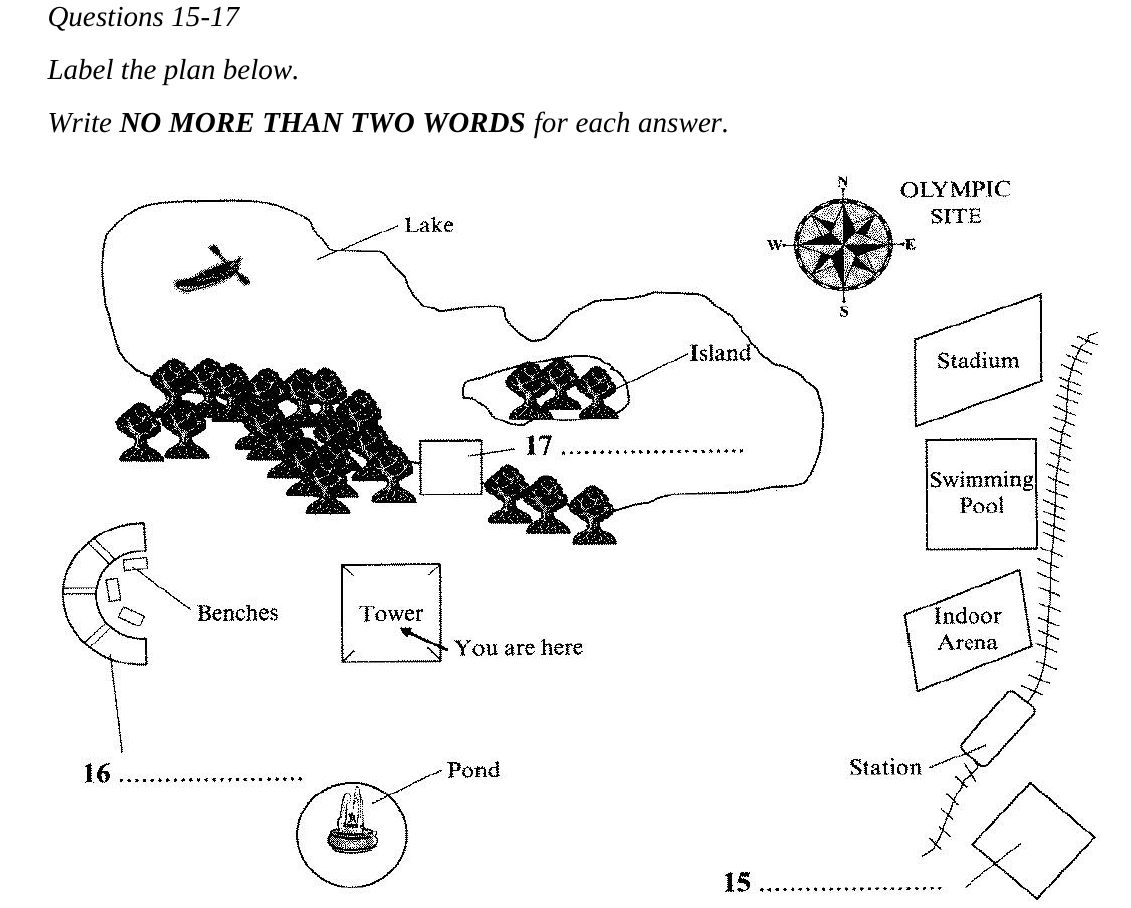 Questions 15-17
Label the plan below.
Write NO MORE THAN TWO WORDS for each answer.
N
OLYMPIC
SITE
W
E
S
Lake
Island
Stadium
17 ........................
Swimming
Pool
Benches
Tower
You are here
Indoor
Arena
16 ........................
Pond
Station
15 ........................